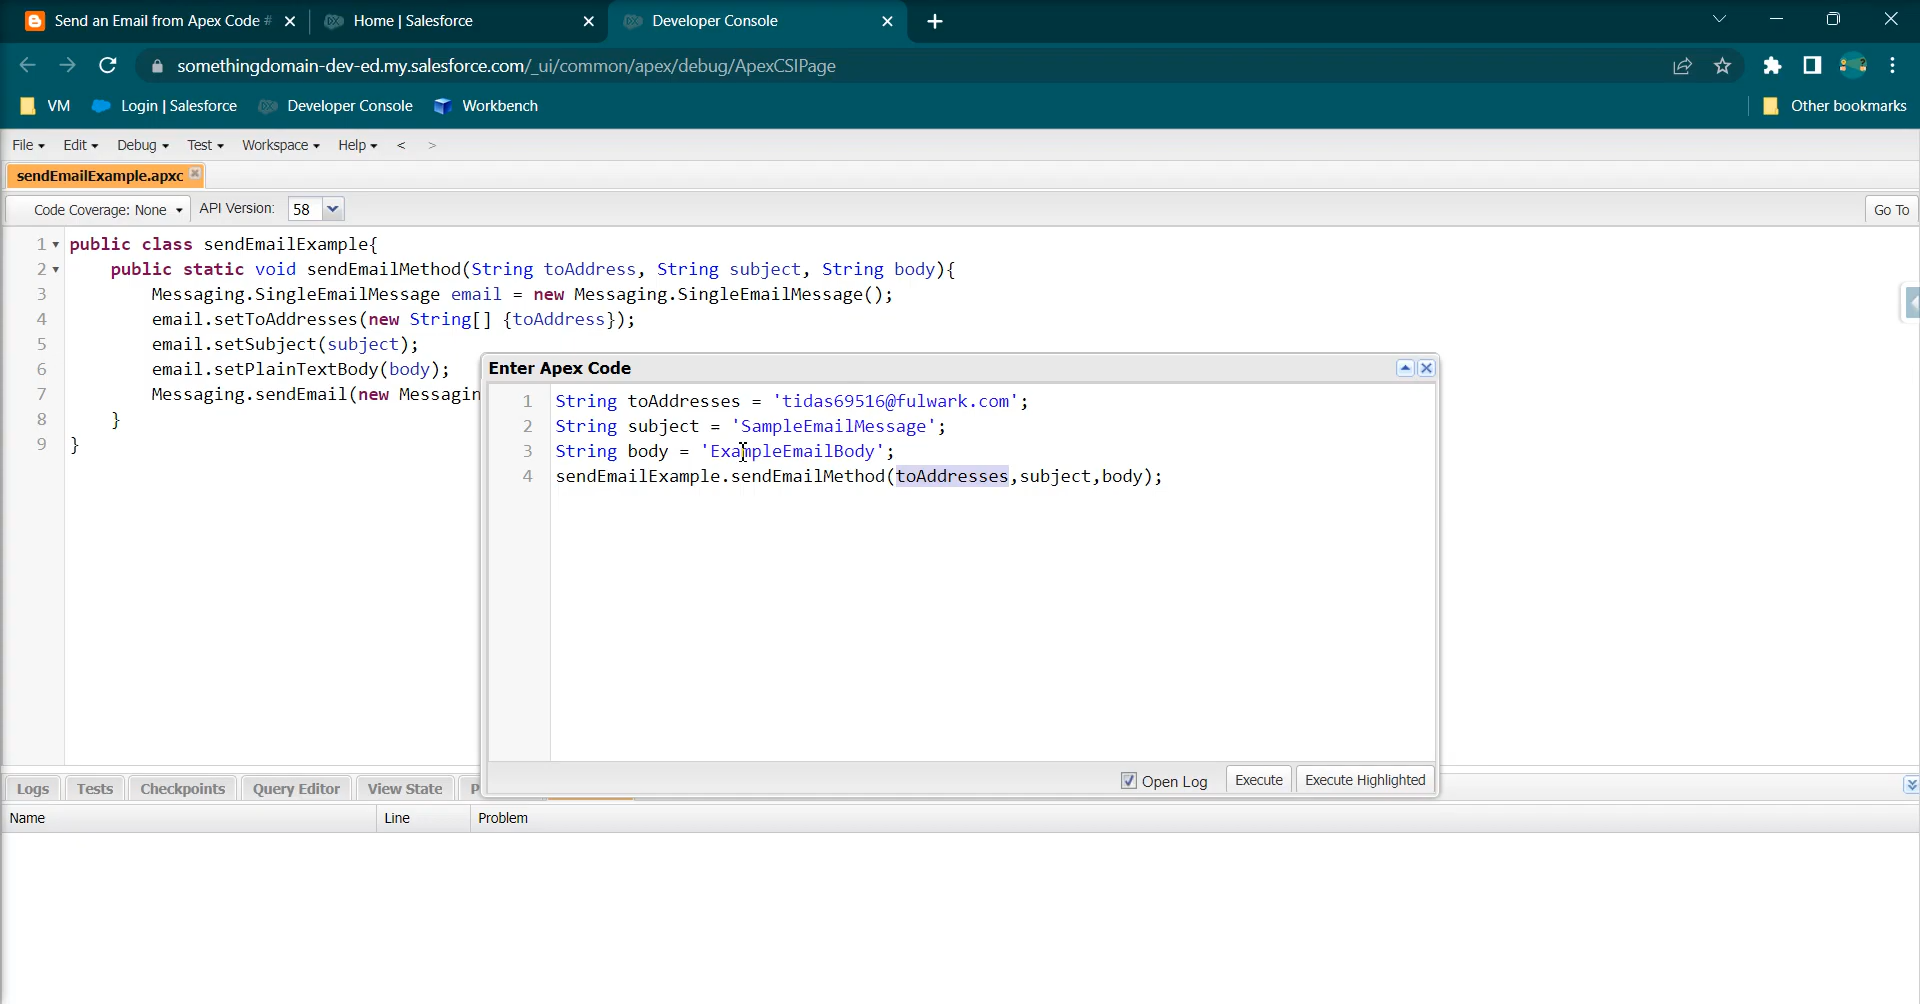 Send an Email from Apex Code #
Home | Salesforce
Developer Console
somethingdomain-dev-ed.my.salesforce.com/_ui/common/apex/debug/ApexCSIPage
VM
Login | Salesforce
Developer Console
Workbench
Other bookmarks
File
Edit
Debug
Test
Workspace
Help
<
>
sendEmailExample.apxc
Code Coverage: None
API Version:
58
Go To
1 public class sendEmailExample{
2 public static void sendEmailMethod(String toAddress, String subject, String body){
3 Messaging.SingleEmailMessage email = new Messaging.SingleEmailMessage();
4 email.setToAddresses(new String[] {toAddress});
5 email.setSubject(subject);
6 email.setPlainTextBody(body);
7 Messaging.sendEmail(new Messagin
8 }
9 }
Enter Apex Code
1 String toAddresses = 'tidas69516@fulwark.com';
2 String subject = 'SampleEmailMessage';
3 String body = 'ExampleEmailBody';
4 sendEmailExample.sendEmailMethod(toAddresses,subject,body);
Open Log
Execute
Execute Highlighted
Logs
Tests
Checkpoints
Query Editor
View State
P
Name
Line
Problem